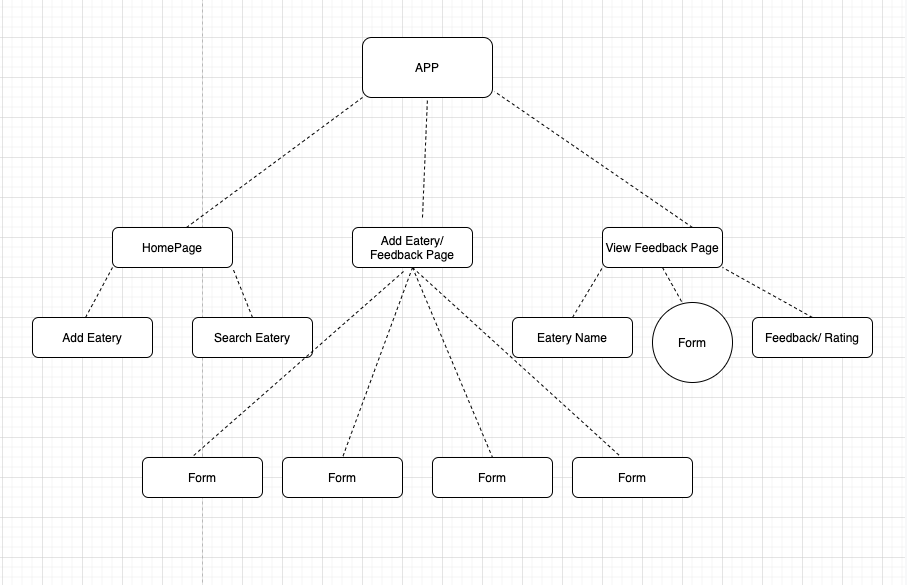 APP
HomePage
Add Eatery/
Feedback Page
View Feedback Page
Add Eatery
Search Eatery
Eatery Name
Form
Feedback/ Rating
Form
Form
Form
Form